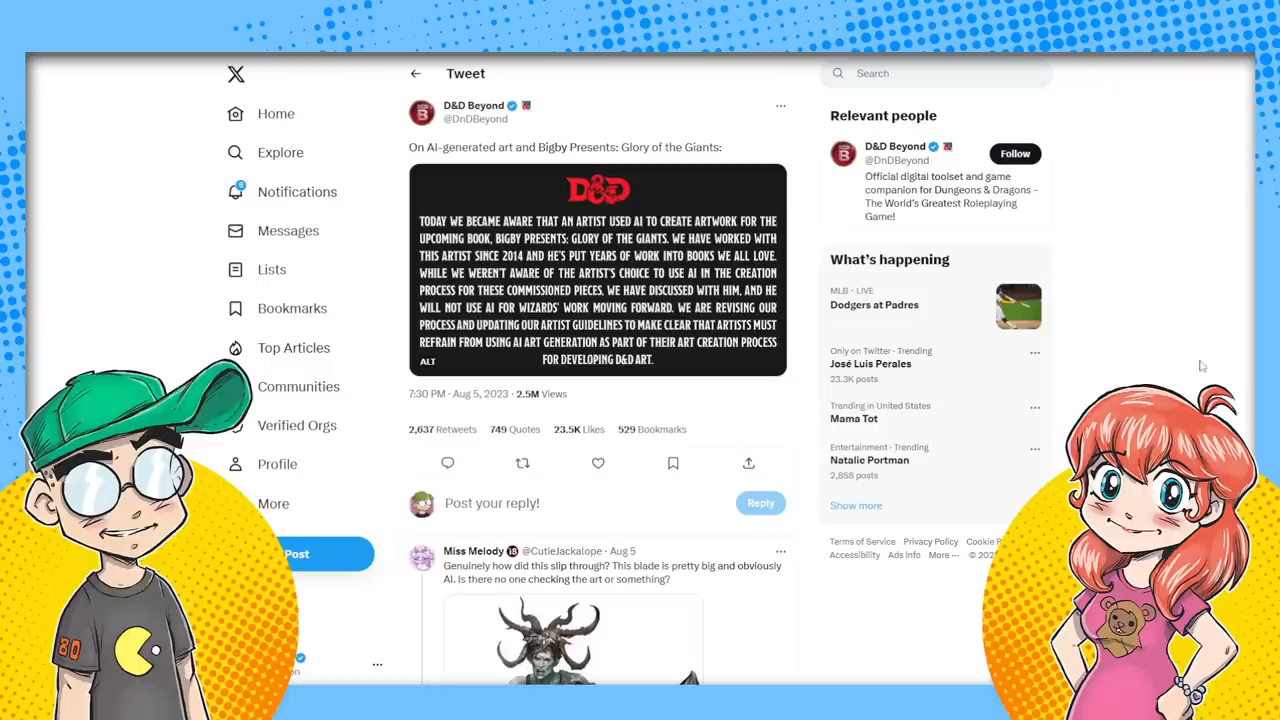 X
Home
Explore
6
Notifications
Messages
Lists
Bookmarks
Top Articles
Communities
Verified Orgs
Profile
More
Post
Tweet
D&D Beyond
@DnDBeyond
On AI-generated art and Bigby Presents: Glory of the Giants:
D&D
TODAY WE BECAME AWARE THAT AN ARTIST USED AI TO CREATE ARTWORK FOR THE
UPCOMING BOOK, BIGBY PRESENTS: GLORY OF THE GIANTS. WE HAVE WORKED WITH
THIS ARTIST SINCE 2014 AND HE'S PUT YEARS OF WORK INTO BOOKS WE ALL LOVE.
WHILE WE WEREN'T AWARE OF THE ARTIST'S CHOICE TO USE AI IN THE CREATION
PROCESS FOR THESE COMMISSIONED PIECES, WE HAVE DISCUSSED WITH HIM, AND HE
WILL NOT USE AI FOR WIZARDS' WORK MOVING FORWARD. WE ARE REVISING OUR
PROCESS AND UPDATING OUR ARTIST GUIDELINES TO MAKE CLEAR THAT ARTISTS MUST
REFRAIN FROM USING AI ART GENERATION AS PART OF THEIR ART CREATION PROCESS
FOR DEVELOPING D&D ART.
ALT
7:30 PM · Aug 5, 2023 · 2.5M Views
2,637 Retweets 749 Quotes 23.5K Likes 529 Bookmarks
Post your reply!
Reply
Miss Melody 🔞 @CutieJackalope · Aug 5
Genuinely how did this slip through? This blade is pretty big and obviously
AI. Is there no one checking the art or something?
Search
Relevant people
D&D Beyond
@DnDBeyond
Follow
Official digital toolset and game
companion for Dungeons & Dragons -
The World's Greatest Roleplaying
Game!
What's happening
MLB · LIVE
Dodgers at Padres
Only on Twitter · Trending
José Luis Perales
23.3K posts
Trending in United States
Mama Tot
Entertainment · Trending
Natalie Portman
2,858 posts
Show more
Terms of Service Privacy Policy Cookie P
Accessibility Ads info More ··· ©
80